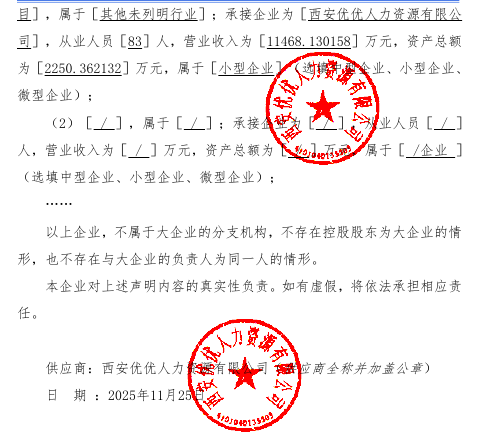 目］，属于［其他未列明行业］；承接企业为［西安优优人力资源有限公
司］，从业人员［83］人，营业收入为［11468.130158］万元，资产总额
为［2250.362132］万元，属于［小型企业］（选填中型企业、小型企业、
微型企业）；
（2）［ / ］，属于［ / ］；承接企业为［ / ］，从业人员［ / ］
人，营业收入为［ / ］万元，资产总额为［ / ］万元，属于［ /企业 ］
（选填中型企业、小型企业、微型企业）；
……
以上企业，不属于大企业的分支机构，不存在控股股东为大企业的情
形，也不存在与大企业的负责人为同一人的情形。
本企业对上述声明内容的真实性负责。如有虚假，将依法承担相应责
任。
供应商：西安优优人力资源有限公司（供应商全称并加盖公章）
日 期：2025年11月25日
西安优优人力资源有限公司
西安优优人力资源有限公司